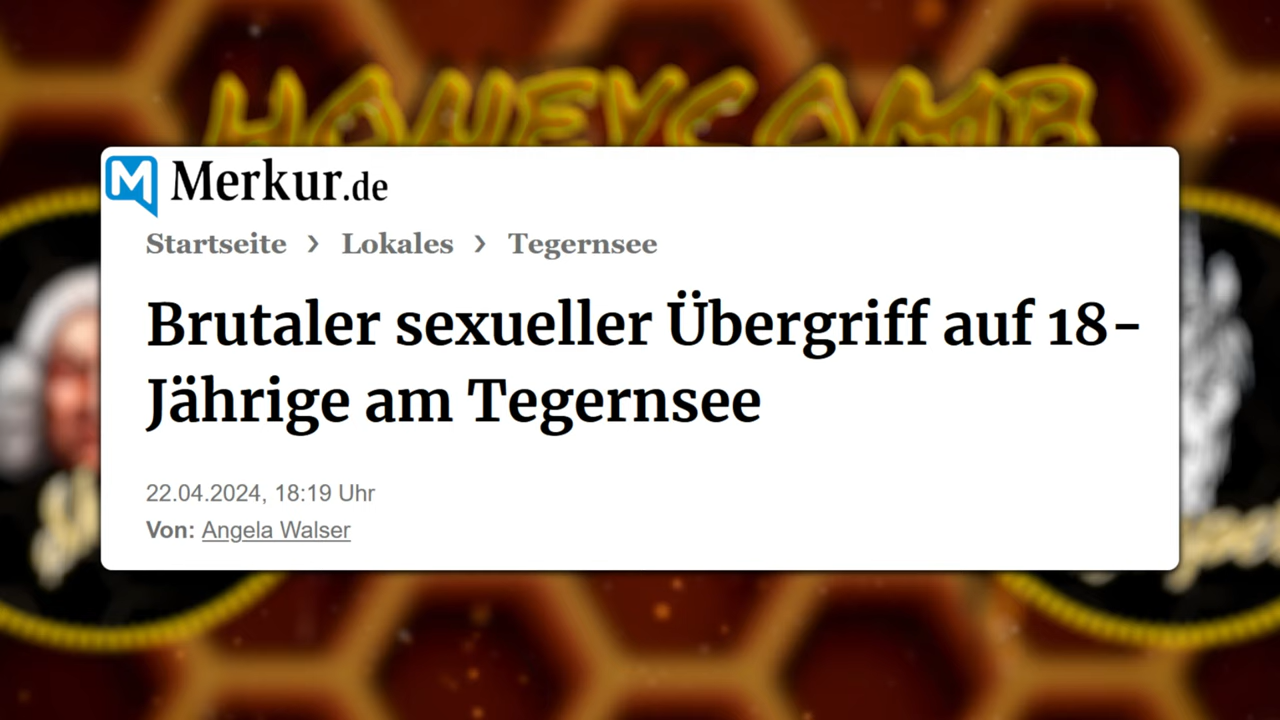 HONEYCOMB
Merkur.de
Startseite > Lokales > Tegernsee
Brutaler sexueller Übergriff auf 18-
Jährige am Tegernsee
22.04.2024, 18:19 Uhr
Von: Angela Walser